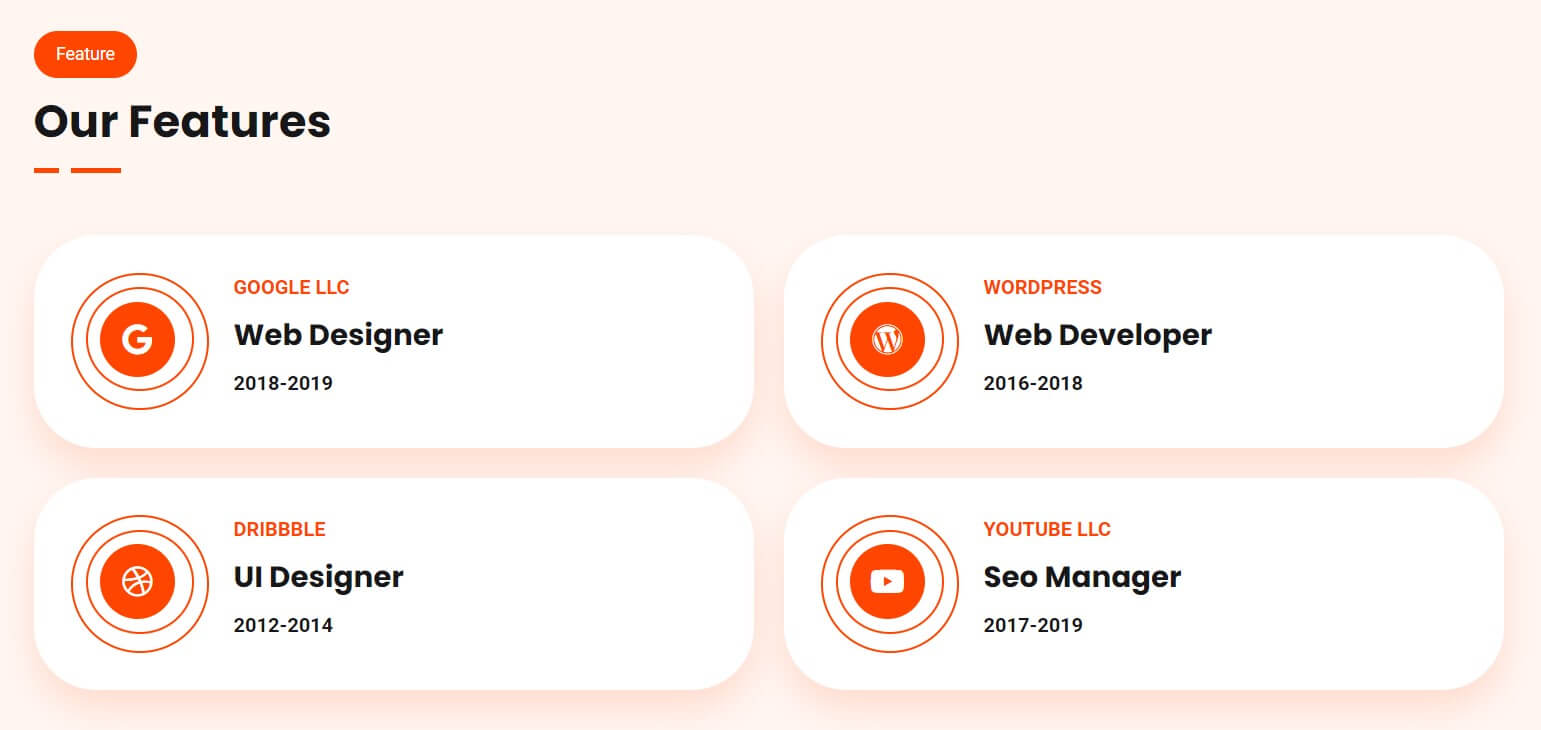 Feature
Our Features
GOOGLE LLC
Web Designer
2018-2019
WORDPRESS
Web Developer
2016-2018
DRIBBBLE
UI Designer
2012-2014
YOUTUBE LLC
Seo Manager
2017-2019